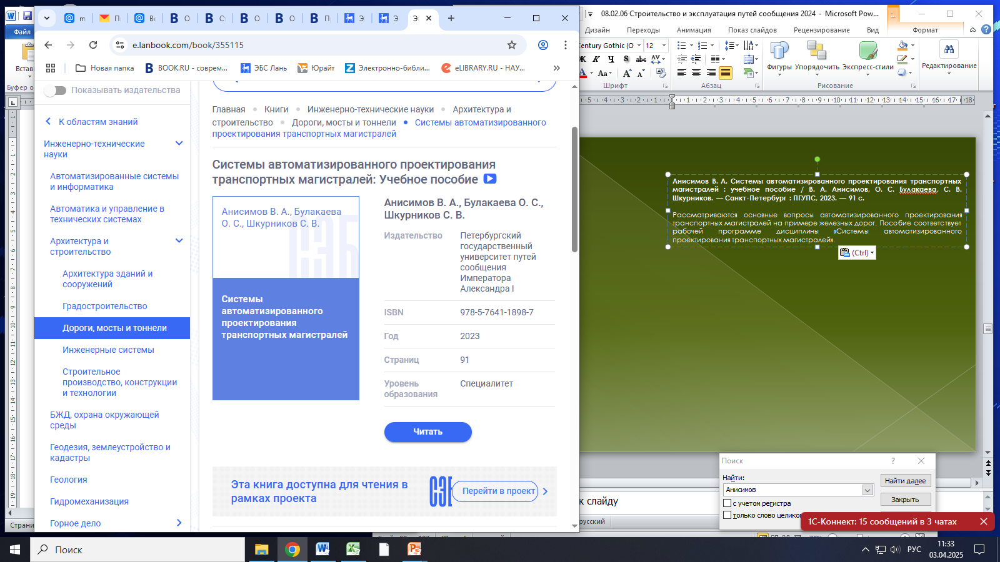 08.02.06 Строительство и эксплуатация путей сообщения 2024 - Microsoft Pow...
Файл
Дизайн
Переходы
Анимация
Показ слайдов
Рецензирование
Вид
Формат
e.lanbook.com/book/355115
Новая папка
BOOK.RU - соврем...
ЭБС Лань
Юрайт
Электронно-библи...
eLIBRARY.RU - НАУ...
Century Gothic (О
12
Фигуры
Упорядочить
Экспресс-стили
Редактирование
Шрифт
Абзац
Рисование
Показывать издательства
К областям знаний
Инженерно-технические
науки
Автоматизированные системы
и информатика
Автоматика и управление в
технических системах
Архитектура и
строительство
Архитектура зданий и
сооружений
Градостроительство
Дороги, мосты и тоннели
Инженерные системы
Строительное
производство, конструкции
и технологии
БЖД, охрана окружающей
среды
Геодезия, землеустройство и
кадастры
Геология
Гидромеханизация
Горное дело
Главная
Книги
Инженерно-технические науки
Архитектура и
строительство
Дороги, мосты и тоннели
Системы автоматизированного
проектирования транспортных магистралей
Системы автоматизированного проектирования
транспортных магистралей: Учебное пособие
Анисимов В. А., Булакаева
О. С., Шкурников С. В.
СЭБ
Системы
автоматизированного
проектирования
транспортных магистралей
Анисимов В. А., Булакаева О. С.,
Шкурников С. В.
Издательство
Петербургский
государственный
университет путей
сообщения
Императора
Александра I
ISBN
978-5-7641-1898-7
Год
2023
Страниц
91
Уровень
образования
Специалитет
Читать
Эта книга доступна для чтения в
рамках проекта
СЭБ
Перейти в проект
Анисимов В. А. Системы автоматизированного проектирования транспортных
магистралей : учебное пособие / В. А. Анисимов, О. С. Булакаева, С. В.
Шкурников. — Санкт-Петербург : ПГУПС, 2023. — 91 с.
Рассматриваются основные вопросы автоматизированного проектирования
транспортных магистралей на примере железных дорог. Пособие соответствует
рабочей программе дисциплины «Системы автоматизированного
проектирования транспортных магистралей».
(Ctrl)
Поиск
Найти:
Анисимов
с учетом регистра
Только слово целиком
Найти далее
Закрыть
к слайду
русский
1С-Коннект: 15 сообщений в 3 чатах
Поиск
РУС
11:33
03.04.2025